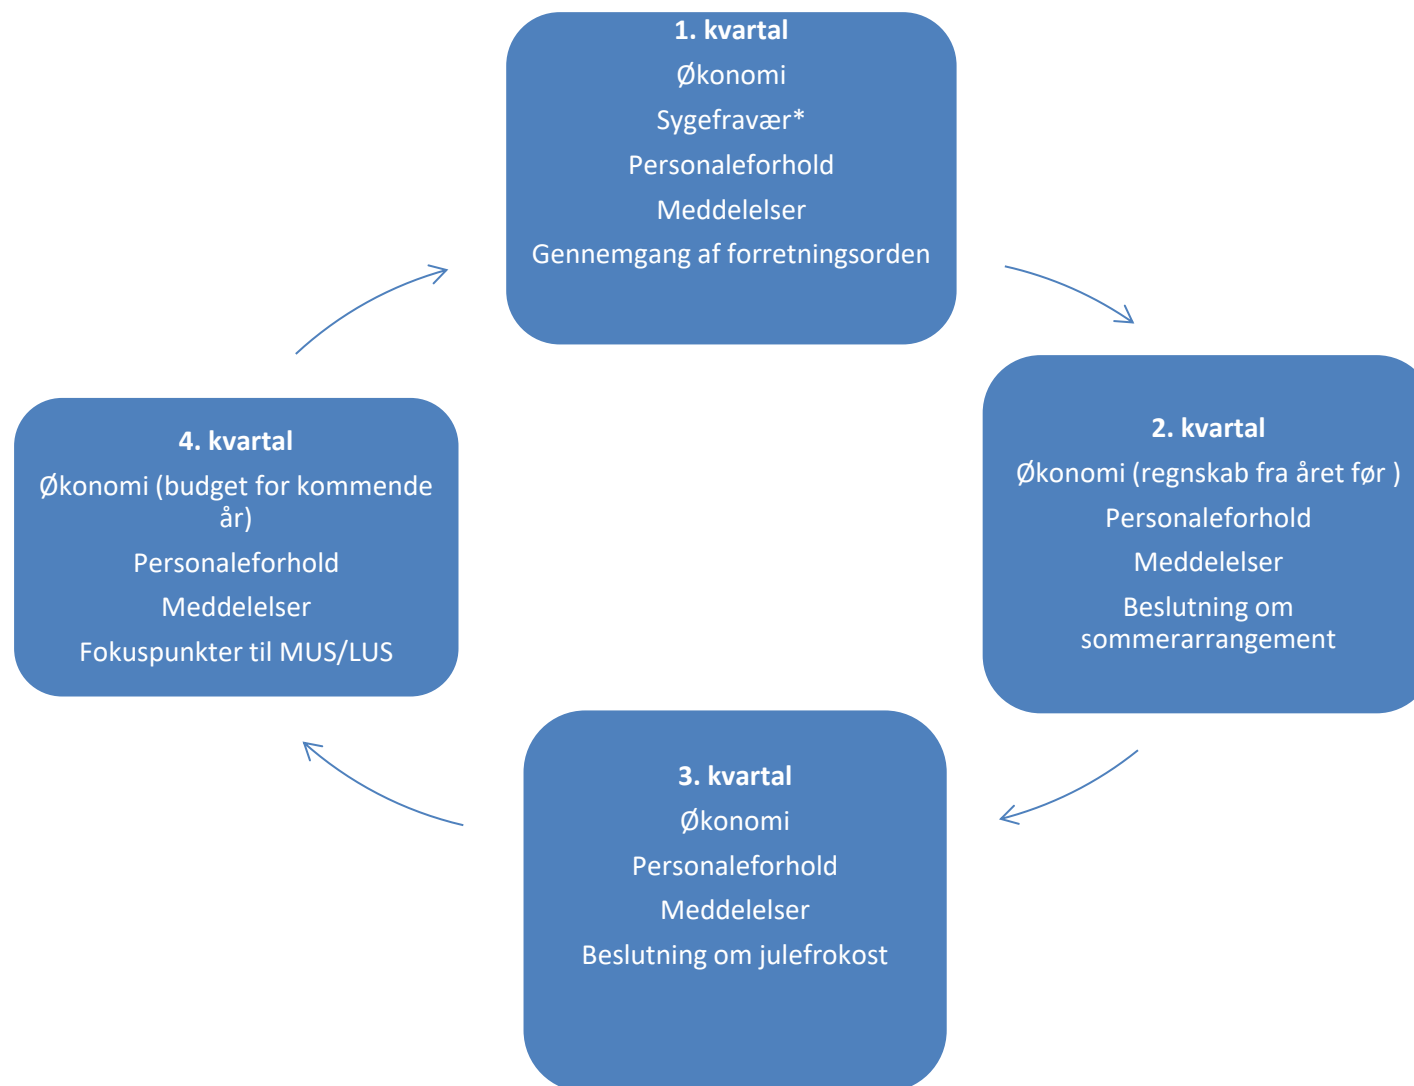 1. kvartal
Økonomi
Sygefravær*
Personaleforhold
Meddelelser
Gennemgang af forretningsorden
2. kvartal
Økonomi (regnskab fra året før )
Personaleforhold
Meddelelser
Beslutning om
sommerarrangement
3. kvartal
Økonomi
Personaleforhold
Meddelelser
Beslutning om julefrokost
4. kvartal
Økonomi (budget for kommende
år)
Personaleforhold
Meddelelser
Fokuspunkter til MUS/LUS